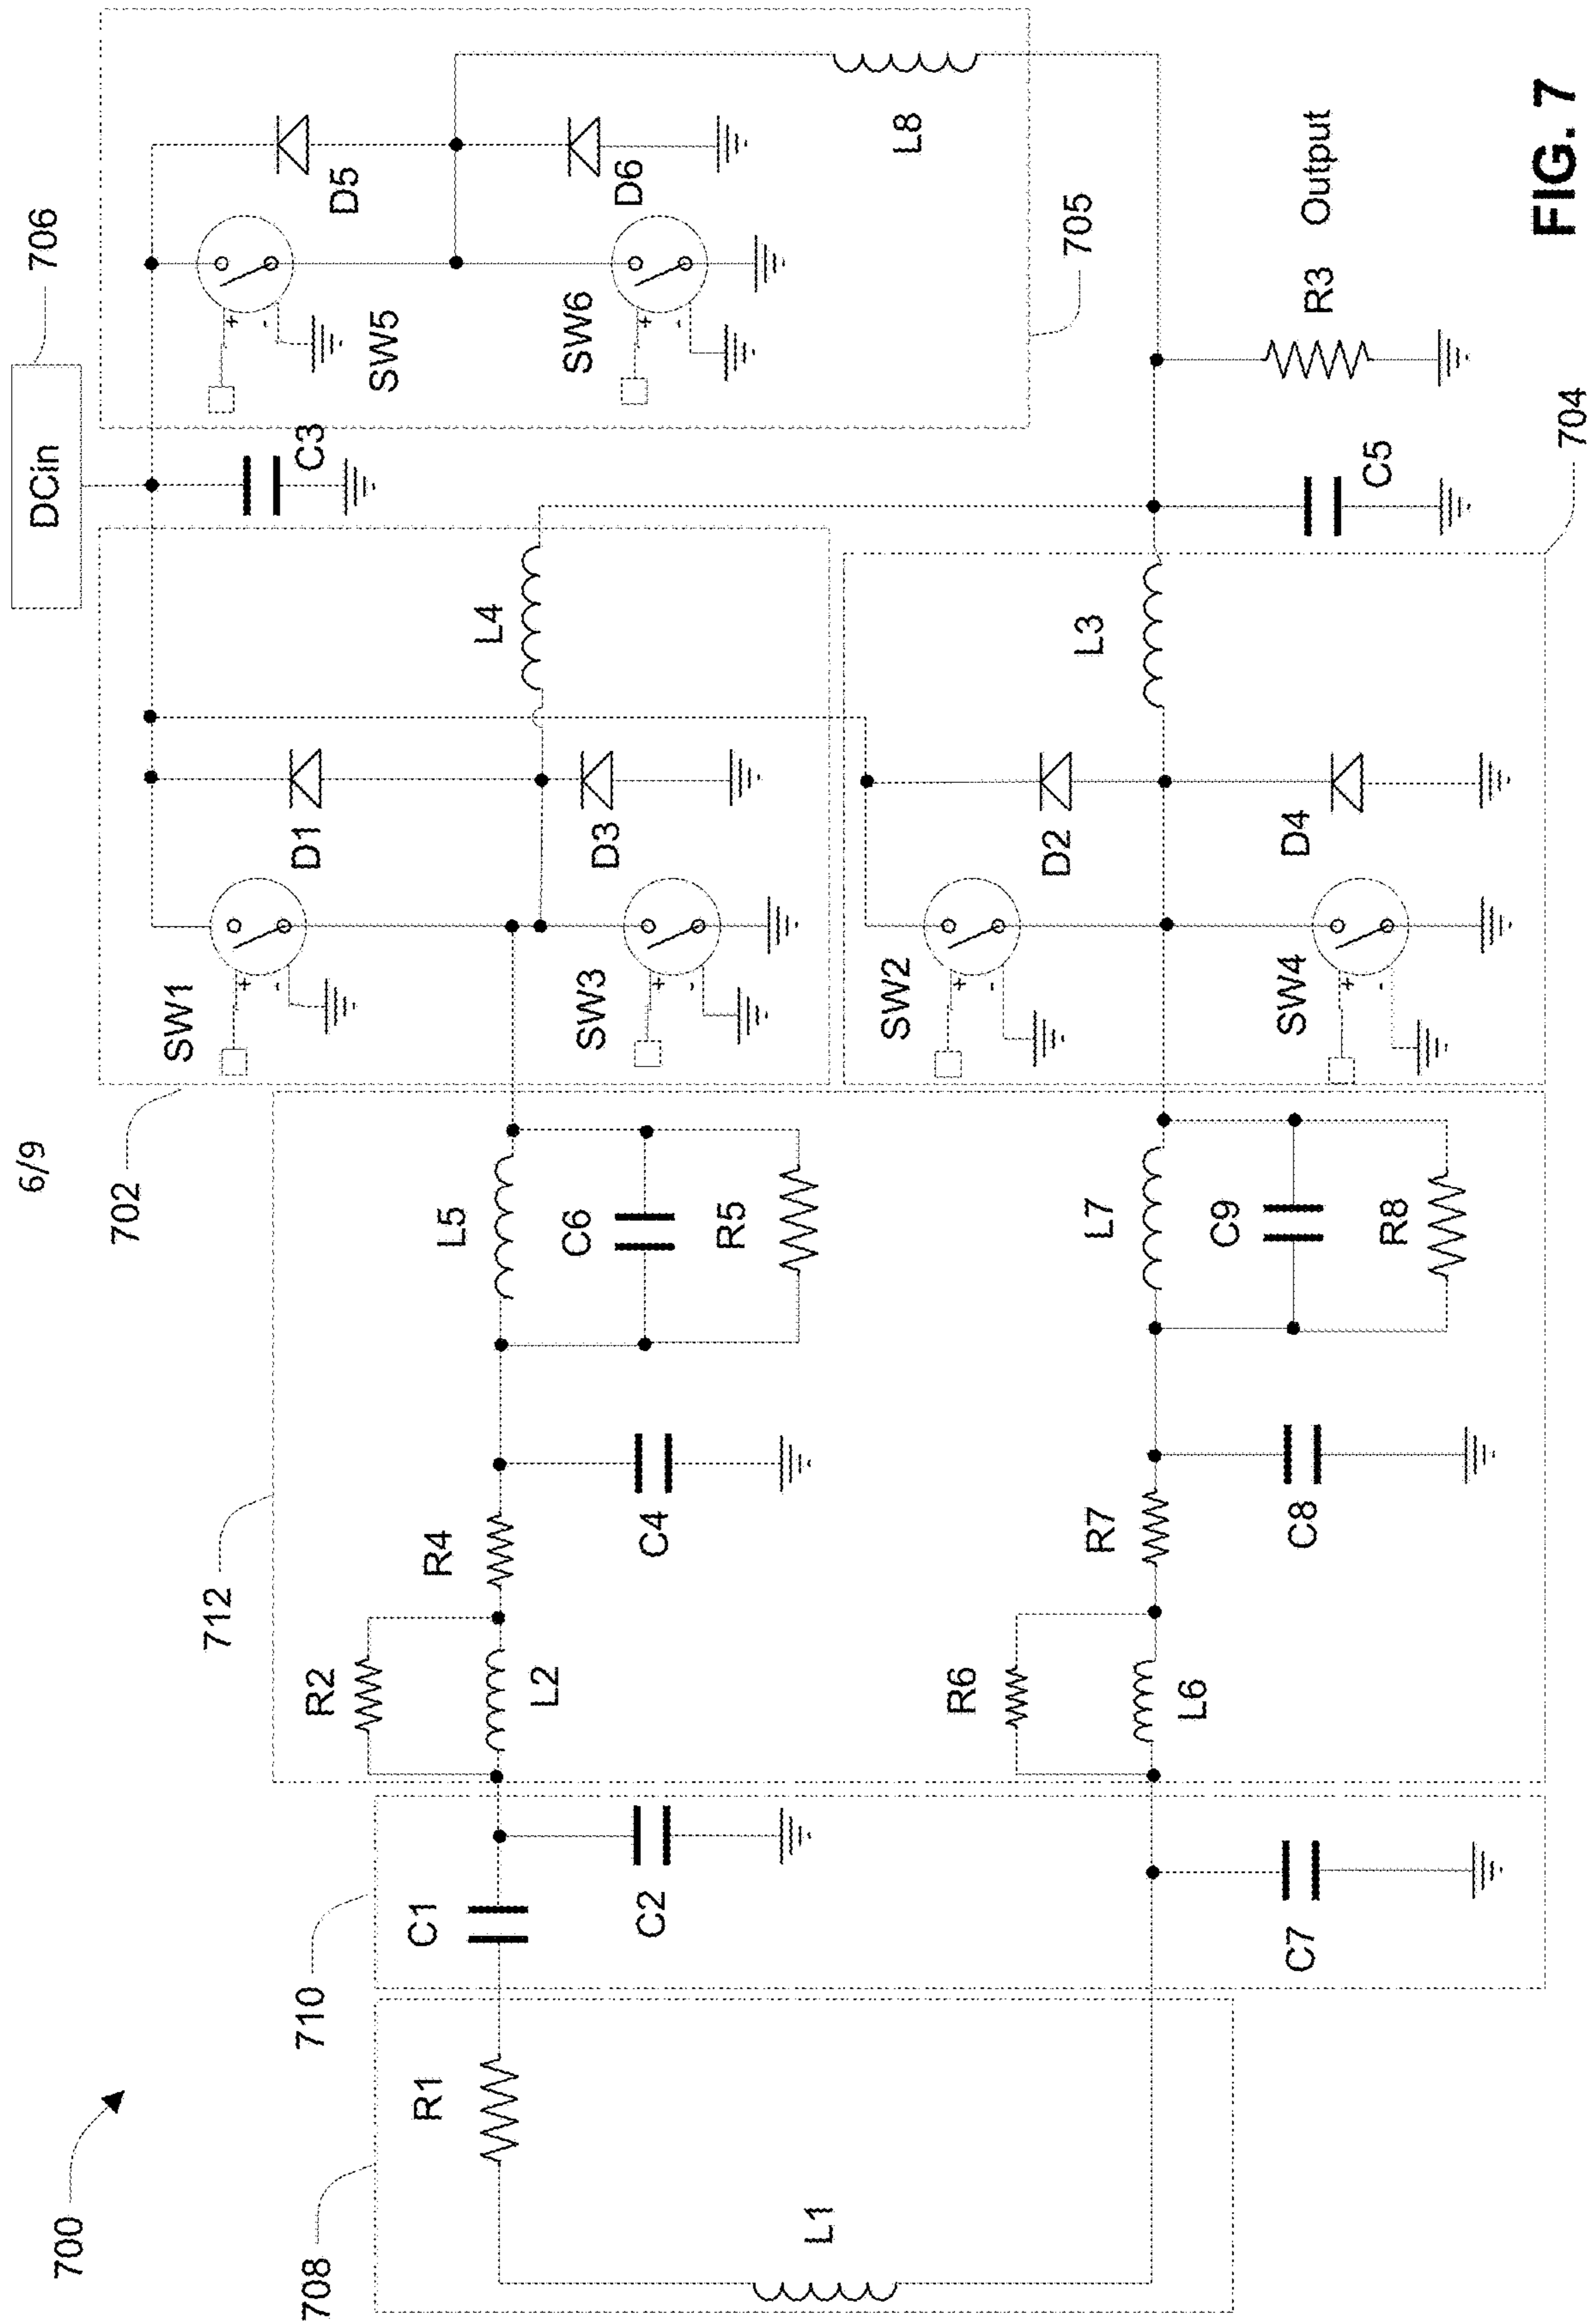 6/9
700
708
R1
L1
710
C1
C2
C7
712
R2
L2
R4
C4
L5
C6
R5
R6
L6
R7
C8
L7
C9
R8
702
SW1
+
-
D1
SW3
+
-
D3
L4
SW2
+
-
D2
SW4
+
-
D4
L3
704
DCin
706
C3
SW5
+
-
D5
SW6
+
-
D6
L8
705
C5
R3
Output
FIG. 7